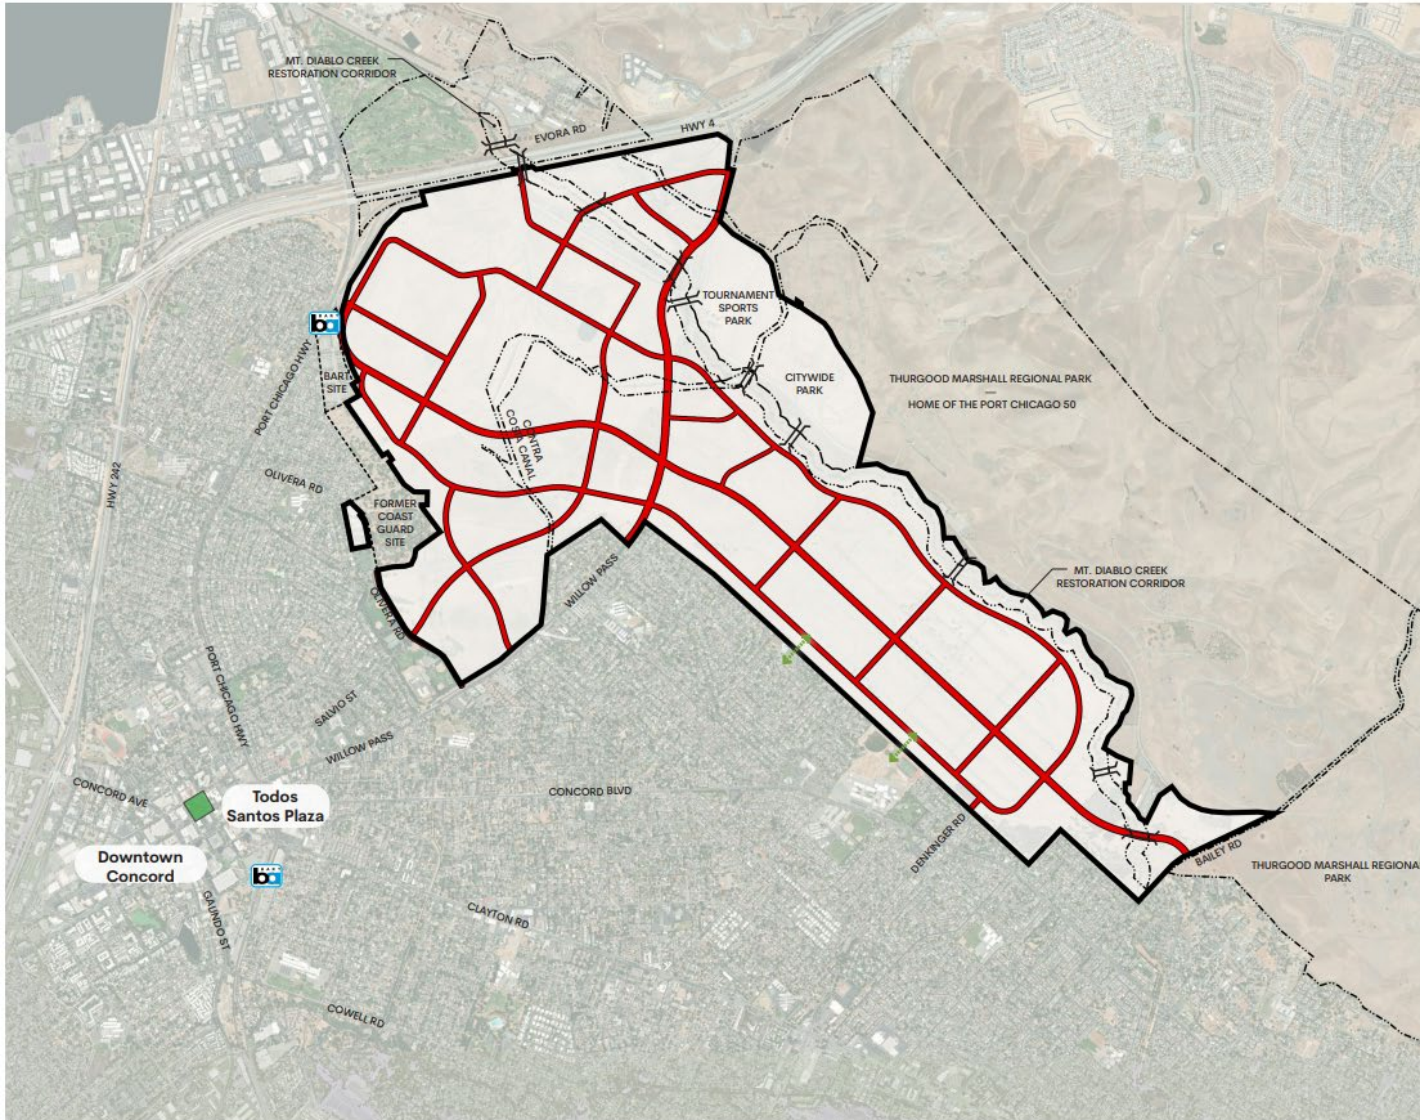 MT. DIABLO CREEK
RESTORATION CORRIDOR
EVORA RD
HWY 4
TOURNAMENT
SPORTS
PARK
CITYWIDE
PARK
THURGOOD MARSHALL REGIONAL PARK
—
HOME OF THE PORT CHICAGO 50
ba
PORT CHICAGO HWY
BART
SITE
CONTRA
COSTA CANAL
HWY 242
OLIVERA RD
FORMER
COAST
GUARD
SITE
WILLOW PASS
OLIVERA RD
MT. DIABLO CREEK
RESTORATION CORRIDOR
PORT CHICAGO HWY
SALVIO ST
WILLOW PASS
CONCORD AVE
Todos
Santos Plaza
CONCORD BLVD
DENKINGER RD
BAILEY RD
THURGOOD MARSHALL REGIONA
PARK
Downtown
Concord
ba
GAUNDO ST
CLAYTON RD
COWELL RD